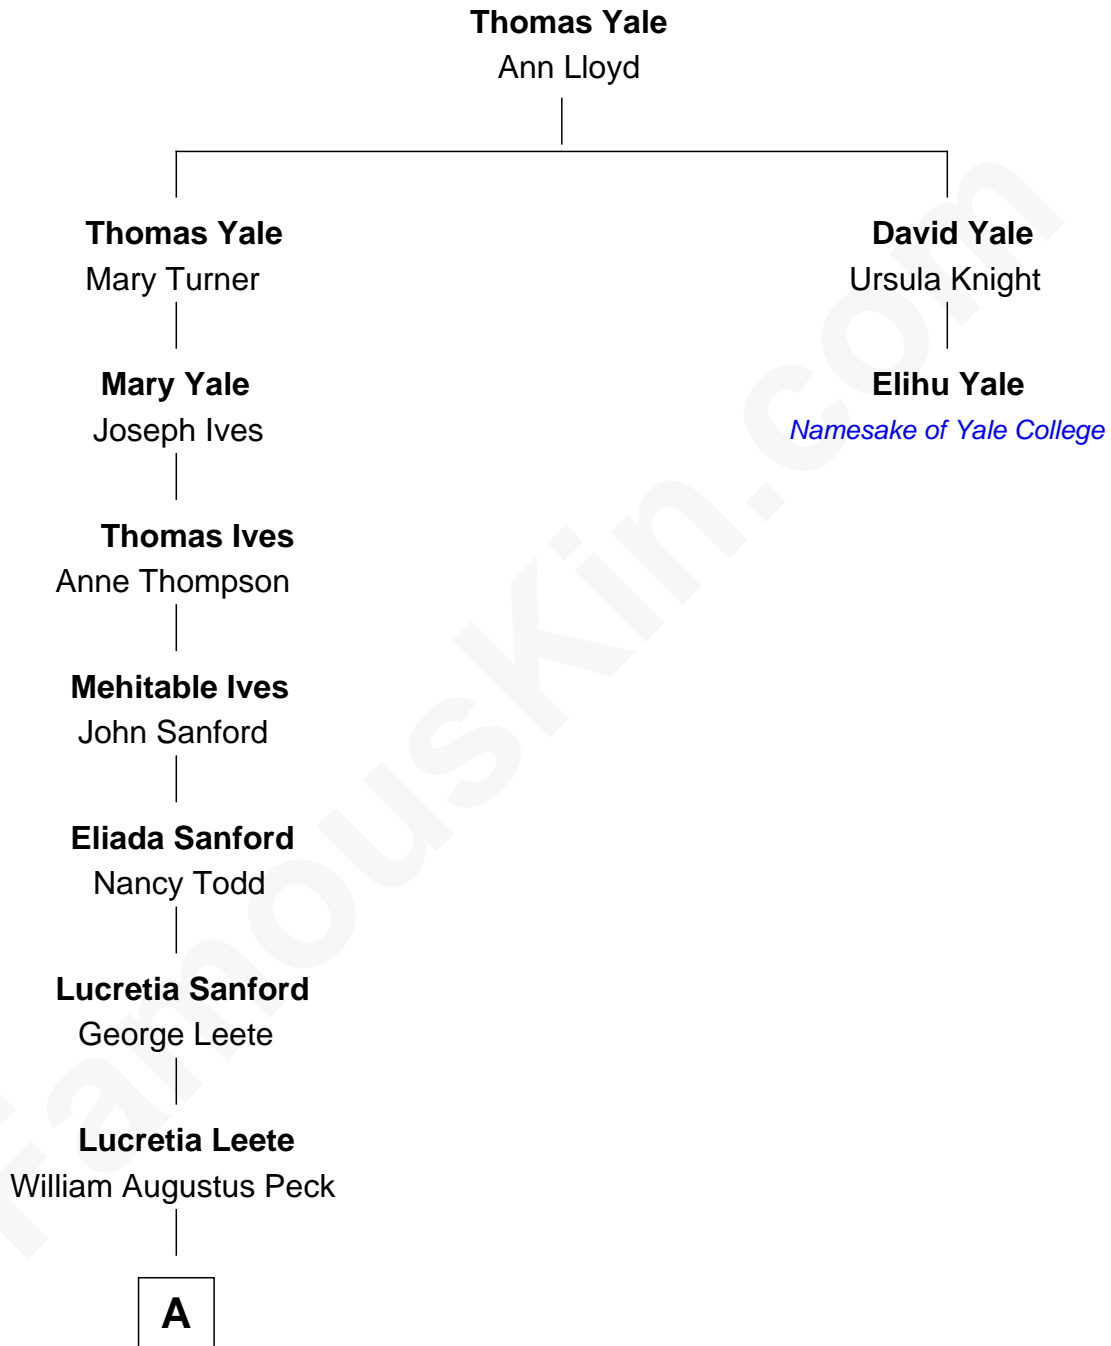 Thomas Yale
Ann Lloyd
Thomas Yale
Mary Turner
David Yale
Ursula Knight
Mary Yale
Joseph Ives
Elihu Yale
Namesake of Yale College
Thomas Ives
Anne Thompson
Mehitable Ives
John Sanford
Eliada Sanford
Nancy Todd
Lucretia Sanford
George Leete
Lucretia Leete
William Augustus Peck
A
FamousKin.com